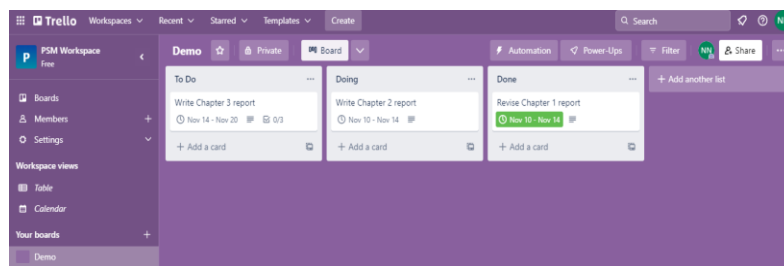 Trello Workspaces Recent Starred Templates Create Search
P PSM Workspace
Free
Boards
Members
Settings
Workspace views
Table
Calendar
Your boards
Demo
Demo Private Board Automation Power-Ups Filter NN Share
To Do
Write Chapter 3 report
Nov 14 - Nov 20 0/3
+ Add a card
Doing
Write Chapter 2 report
Nov 10 - Nov 14
+ Add a card
Done
Revise Chapter 1 report
Nov 10 - Nov 14
+ Add a card
+ Add another list